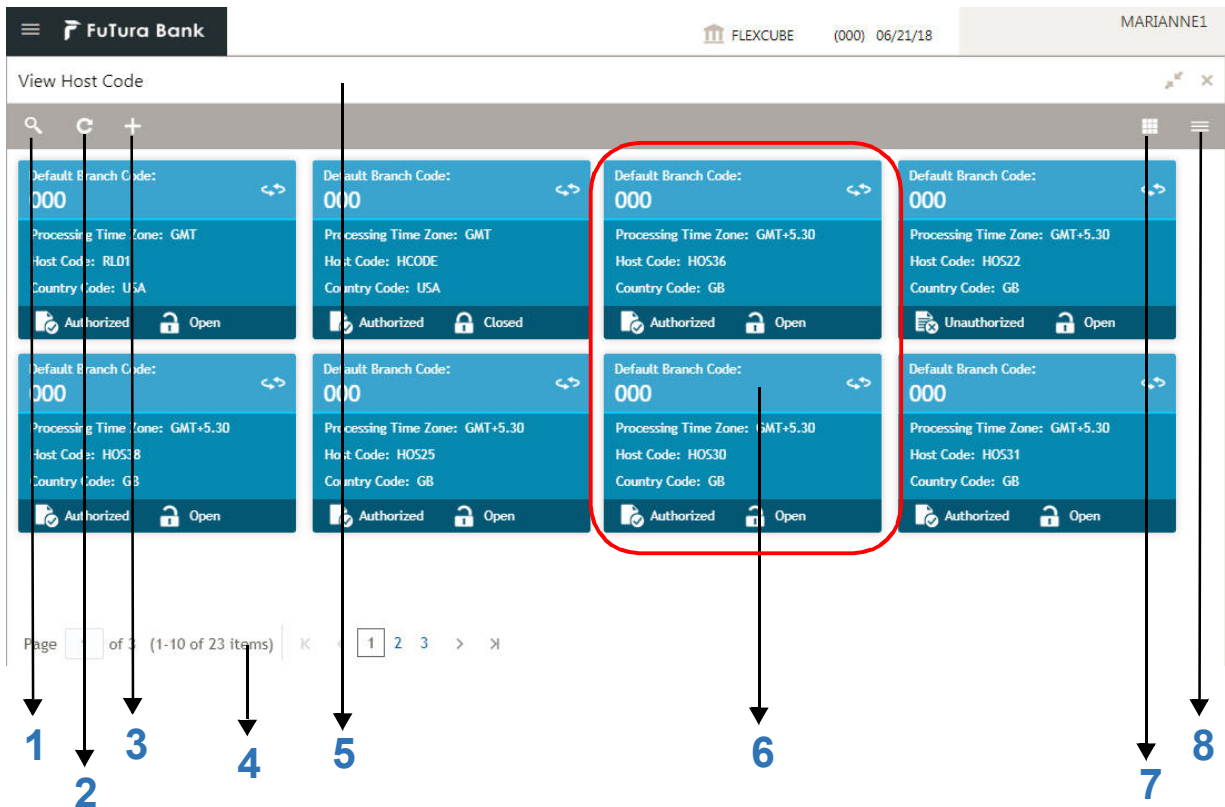 FuTura Bank
FLEXCUBE (000) 06/21/18
MARIANNE1
View Host Code
Default Branch Code:
000
Processing Time Zone: GMT
Host Code: RL01
Country Code: USA
Authorized Open
Default Branch Code:
000
Processing Time Zone: GMT
Host Code: HCODE
Country Code: USA
Authorized Closed
Default Branch Code:
000
Processing Time Zone: GMT+5.30
Host Code: HOS36
Country Code: GB
Authorized Open
Default Branch Code:
000
Processing Time Zone: GMT+5.30
Host Code: HOS22
Country Code: GB
Unauthorized Open
Default Branch Code:
000
Processing Time Zone: GMT+5.30
Host Code: HOS38
Country Code: GB
Authorized Open
Default Branch Code:
000
Processing Time Zone: GMT+5.30
Host Code: HOS25
Country Code: GB
Authorized Open
Default Branch Code:
000
Processing Time Zone: GMT+5.30
Host Code: HOS30
Country Code: GB
Authorized Open
Default Branch Code:
000
Processing Time Zone: GMT+5.30
Host Code: HOS31
Country Code: GB
Authorized Open
Page of 3 (1-10 of 23 items) 1 2 3
1
2
3
4
5
6
7
8